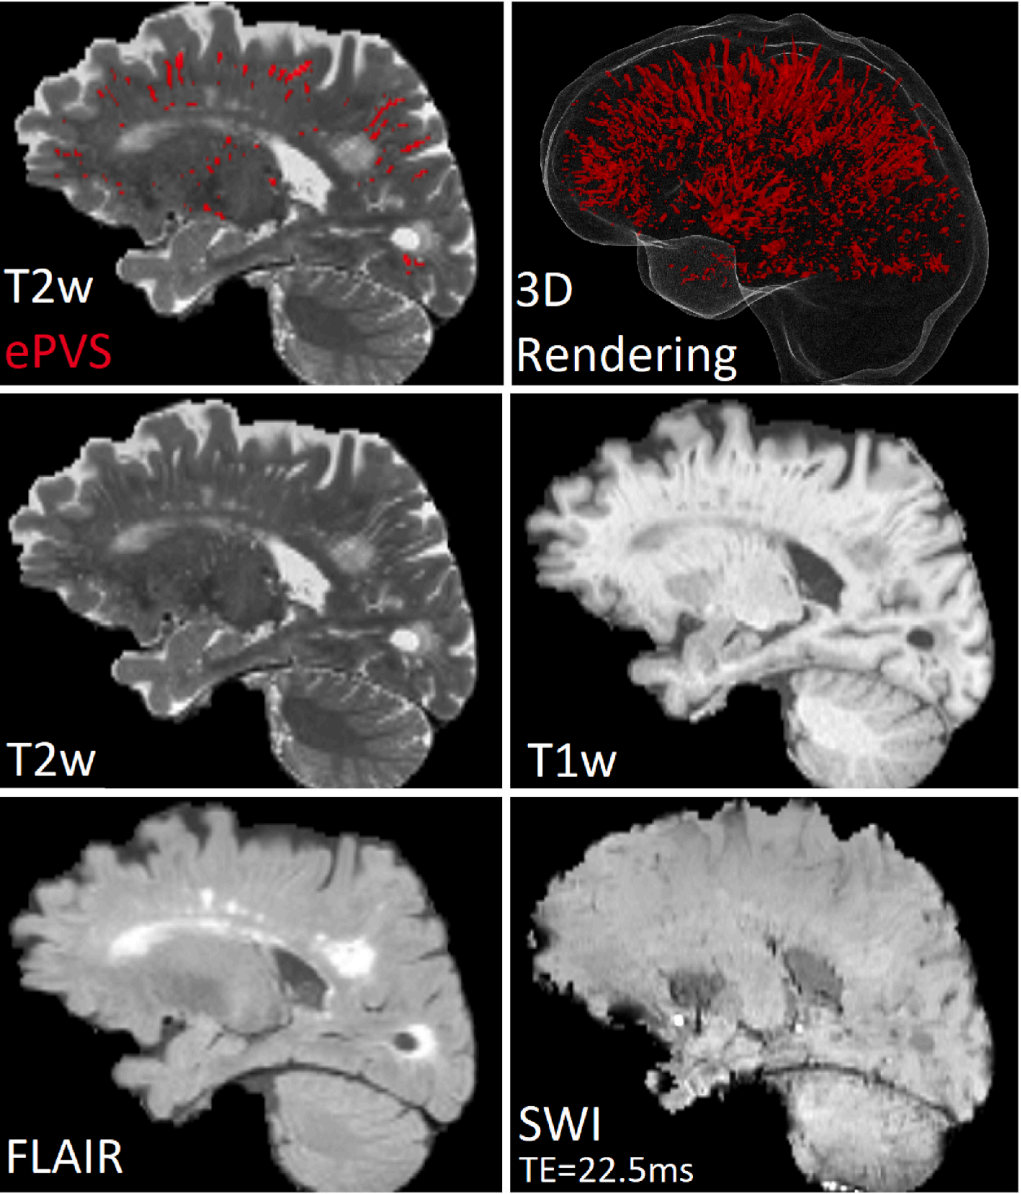 T2w
ePVS
3D
Rendering
T2w
T1w
FLAIR
SWI
TE=22.5ms